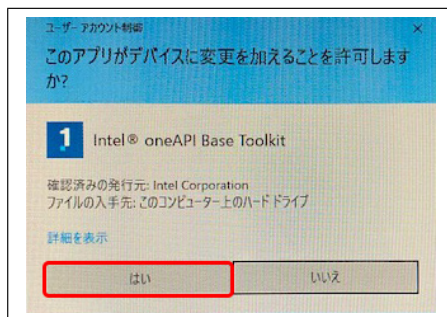 ユーザー アカウント制御
×
このアプリがデバイスに変更を加えることを許可します
か?
1 Intel® oneAPI Base Toolkit
確認済みの発行元: Intel Corporation
ファイルの入手先: このコンピューター上のハード ドライブ
詳細を表示
はい
いいえ